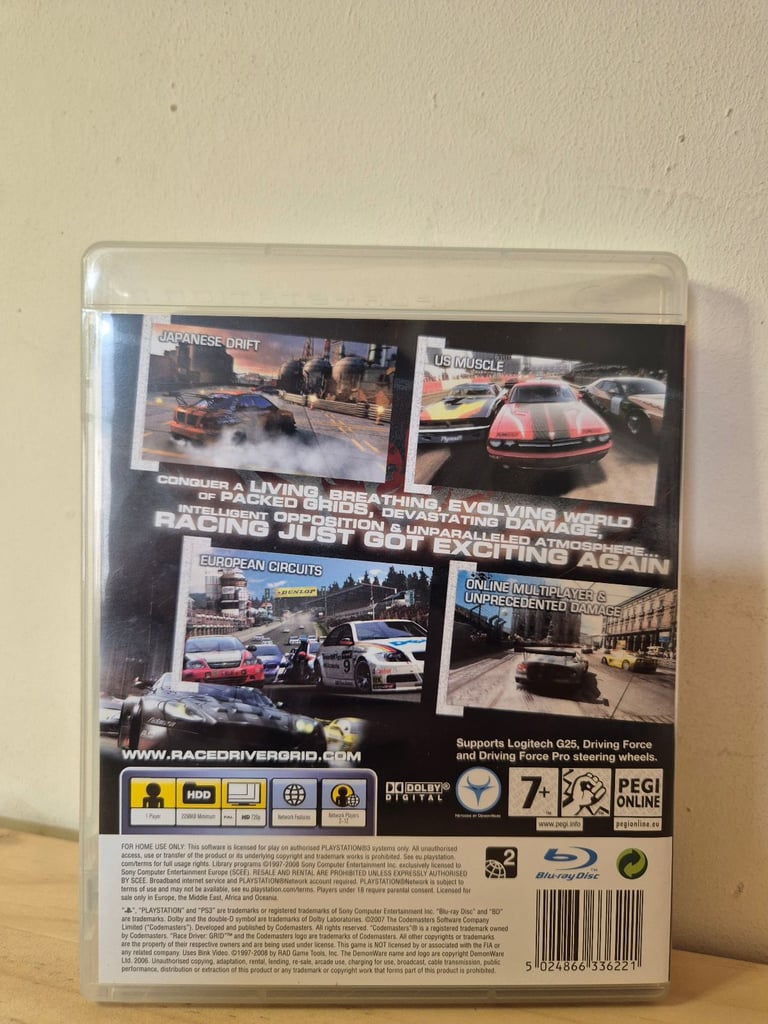 JAPANESE DRIFT
US MUSCLE
Plymouth
CONQUER A LIVING, BREATHING, EVOLVING WORLD
OF PACKED GRIDS, DEVASTATING DAMAGE,
INTELLIGENT OPPOSITION & UNPARALLELED ATMOSPHERE...
RACING JUST GOT EXCITING AGAIN
EUROPEAN CIRCUITS
DUNLOP
9
ONLINE MULTIPLAYER &
UNPRECEDENTED DAMAGE
WWW.RACEDRIVERGRID.COM
Supports Logitech G25, Driving Force
and Driving Force Pro steering wheels.
HDD
1 Player
220MKB Minimum
PAL
HD 720p
Network Features
Network Players
2-12
DOLBY
DIGITAL
NETWORK BY DEMONWARE
7+
www.pegi.info
PEGI
ONLINE
pegionline.eu
FOR HOME USE ONLY: This software is licensed for play on authorised PLAYSTATION®3 systems only. All unauthorised
access, use or transfer of the product or its underlying copyright and trademark works is prohibited. See eu.playstation.
com/terms for full usage rights. Library programs ©1997-2008 Sony Computer Entertainment Inc. exclusively licensed to
Sony Computer Entertainment Europe (SCEE). RESALE AND RENTAL ARE PROHIBITED UNLESS EXPRESSLY AUTHORISED
BY SCEE. Broadband internet service and PLAYSTATION®Network account required. PLAYSTATION®Network is subject to
terms of use and may not be available, see eu.playstation.com/terms. Players under 18 require parental consent. Licensed for
sale only in Europe, the Middle East, Africa and Oceania.
2
Blu-ray Disc
"PlayStation", "PLAYSTATION" and "PS3" are trademarks or registered trademarks of Sony Computer Entertainment Inc. "Blu-ray Disc" and "BD"
are trademarks. Dolby and the double-D symbol are trademarks of Dolby Laboratories. ©2007 The Codemasters Software Company
Limited ("Codemasters"). Developed and published by Codemasters. All rights reserved. "Codemasters"® is a registered trademark owned
by Codemasters. "Race Driver: GRID"™ and the Codemasters logo are trademarks of Codemasters. All other copyrights or trademarks
are the property of their respective owners and are being used under license. This game is NOT licensed by or associated with the FIA or
any related company. Uses Bink Video. ©1997-2008 by RAD Game Tools, Inc. The DemonWare name and logo are copyright DemonWare
Ltd. 2006. Unauthorised copying, adaptation, rental, lending, re-sale, arcade use, charging for use, broadcast, cable transmission, public
performance, distribution or extraction of this product or any trademark or copyright work that forms part of this product is prohibited.
5 024866 336221